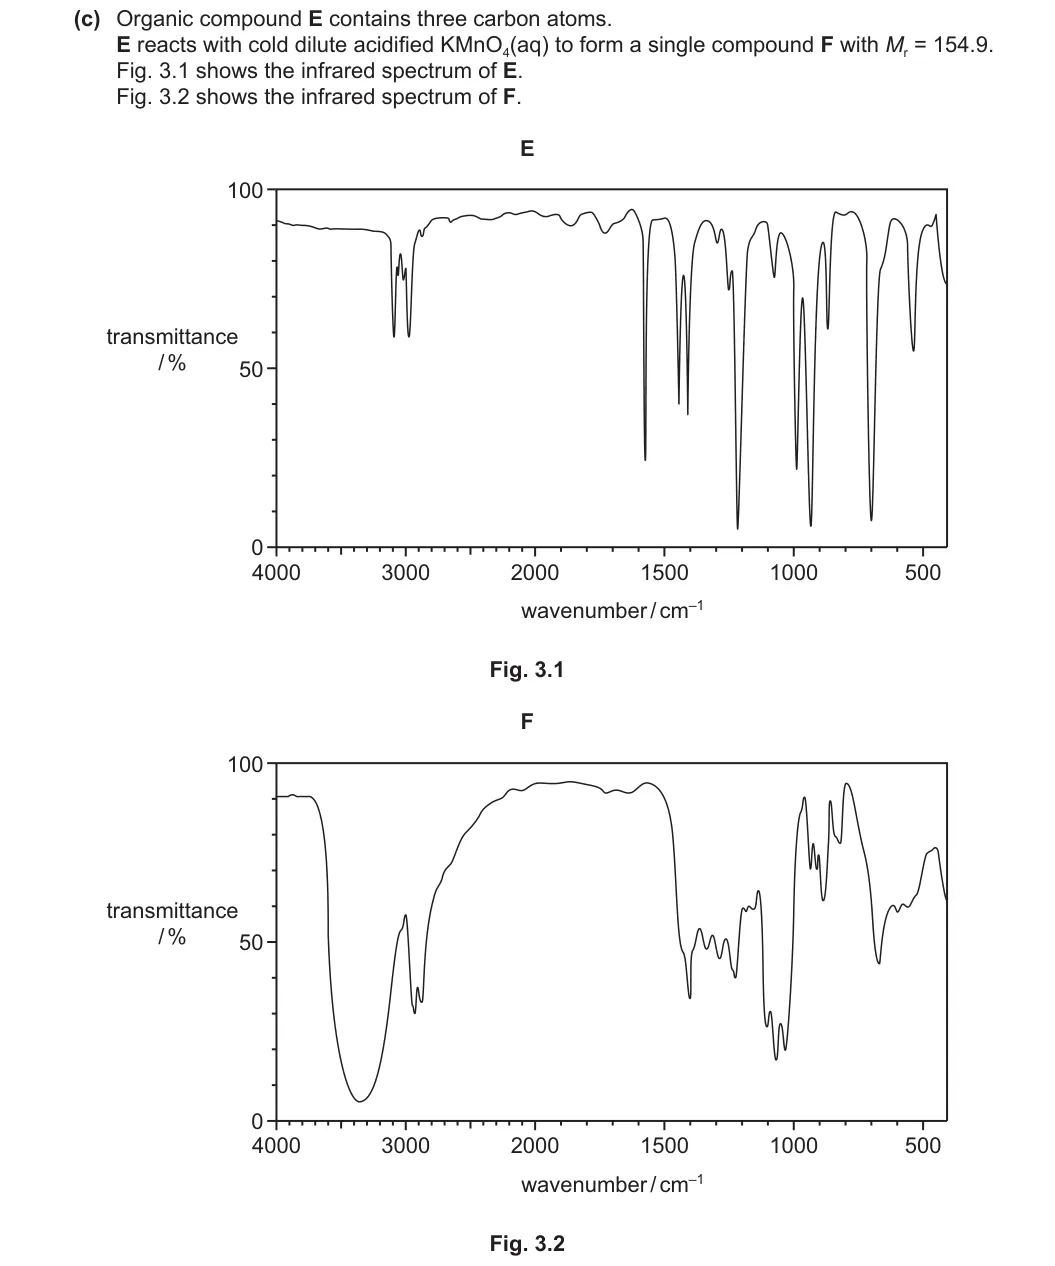 (c) Organic compound E contains three carbon atoms.
E reacts with cold dilute acidified KMnO₄(aq) to form a single compound F with Mᵣ = 154.9.
Fig. 3.1 shows the infrared spectrum of E.
Fig. 3.2 shows the infrared spectrum of F.
E
100
transmittance
/ %
50
0
4000 3000 2000 1500 1000 500
wavenumber / cm⁻¹
Fig. 3.1
F
100
transmittance
/ %
50
0
4000 3000 2000 1500 1000 500
wavenumber / cm⁻¹
Fig. 3.2